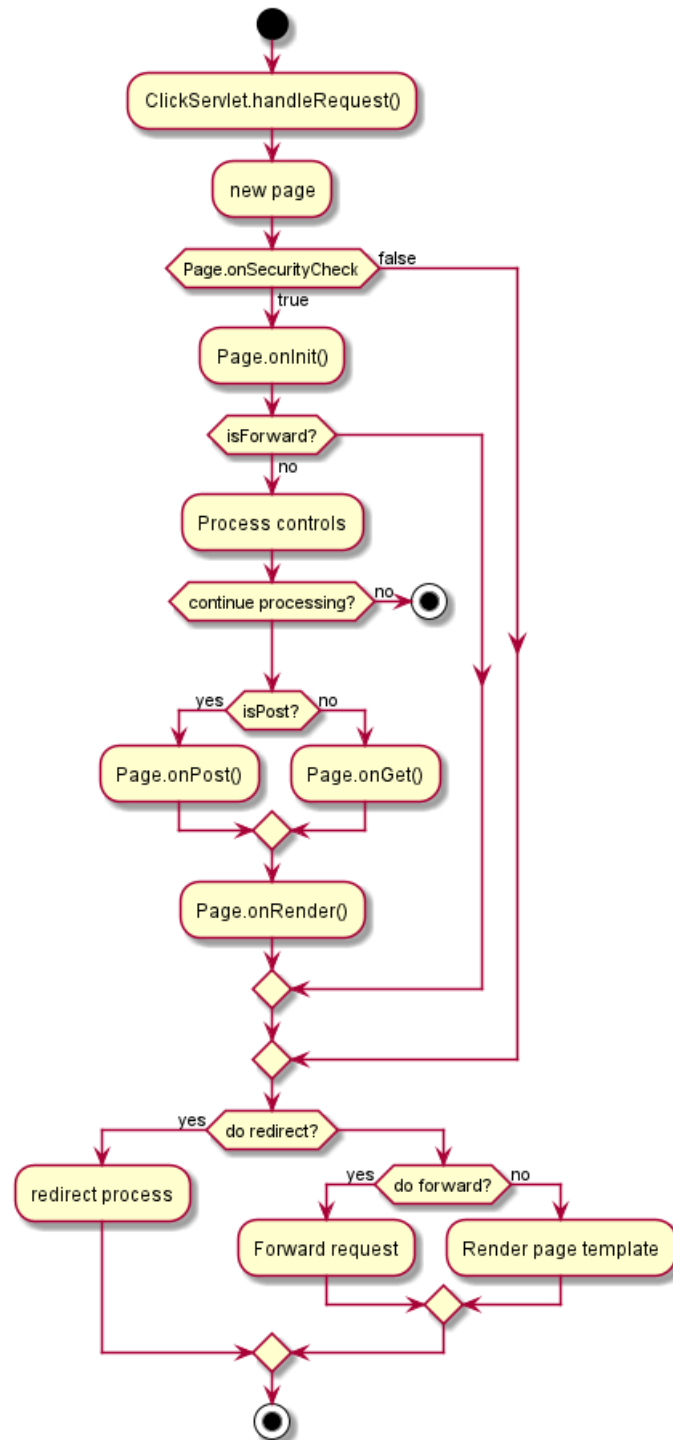 ClickServlet.handleRequest()
new page
Page.onSecurityCheck
false
true
Page.onInit()
isForward?
no
Process controls
continue processing?
no
isPost?
yes
no
Page.onPost()
Page.onGet()
Page.onRender()
do redirect?
yes
redirect process
do forward?
yes
no
Forward request
Render page template